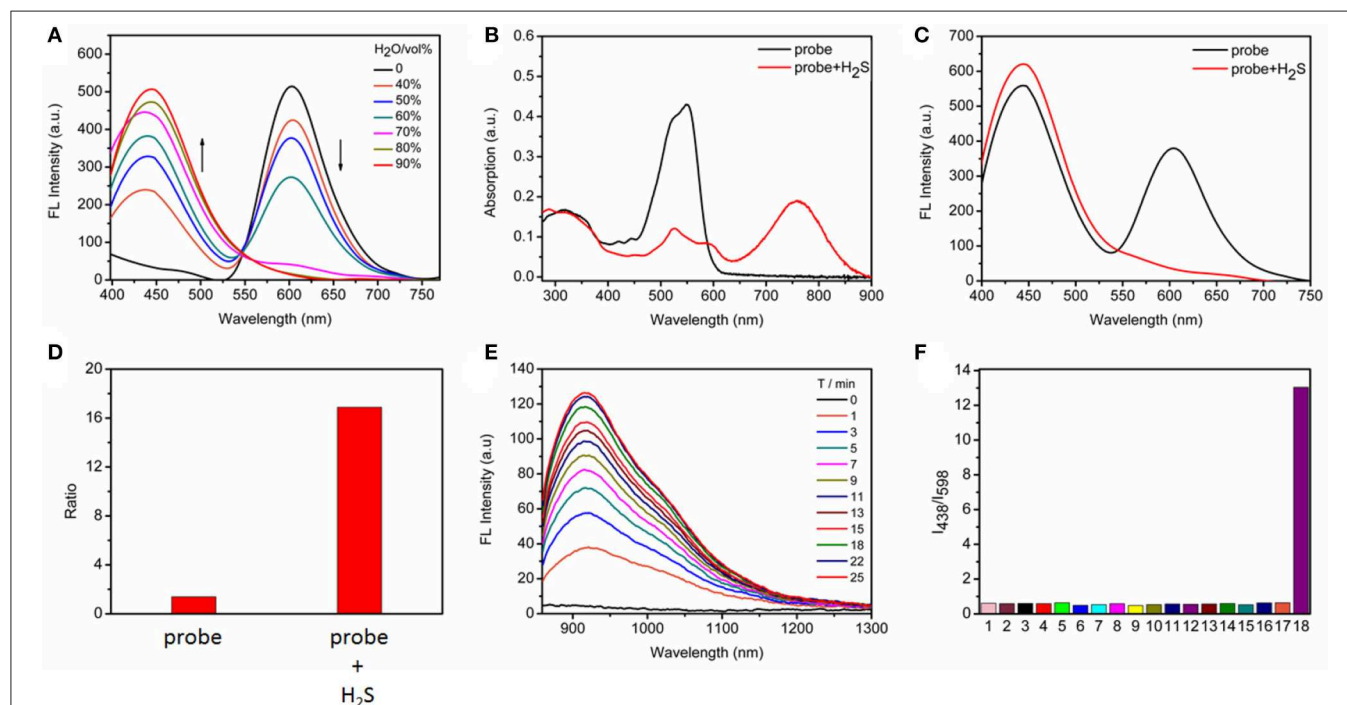 A
FL Intensity (a.u.)
600
500
400
300
200
100
0
400 450 500 550 600 650 700 750
Wavelength (nm)
H2O/vol%
0
40%
50%
60%
70%
80%
90%
B
Absorption (a.u.)
0.6
0.5
0.4
0.3
0.2
0.1
0.0
300 400 500 600 700 800 900
Wavelength (nm)
probe
probe+H2S
C
FL Intensity (a.u.)
700
600
500
400
300
200
100
0
400 450 500 550 600 650 700 750
Wavelength (nm)
probe
probe+H2S
D
Ratio
20
16
12
8
4
0
probe
probe
+
H2S
E
FL Intensity (a.u)
140
120
100
80
60
40
20
0
900 1000 1100 1200 1300
Wavelength (nm)
T / min
0
1
3
5
7
9
11
13
15
18
22
25
F
I438/I598
14
12
10
8
6
4
2
0
1 2 3 4 5 6 7 8 9 10 11 12 13 14 15 16 17 18